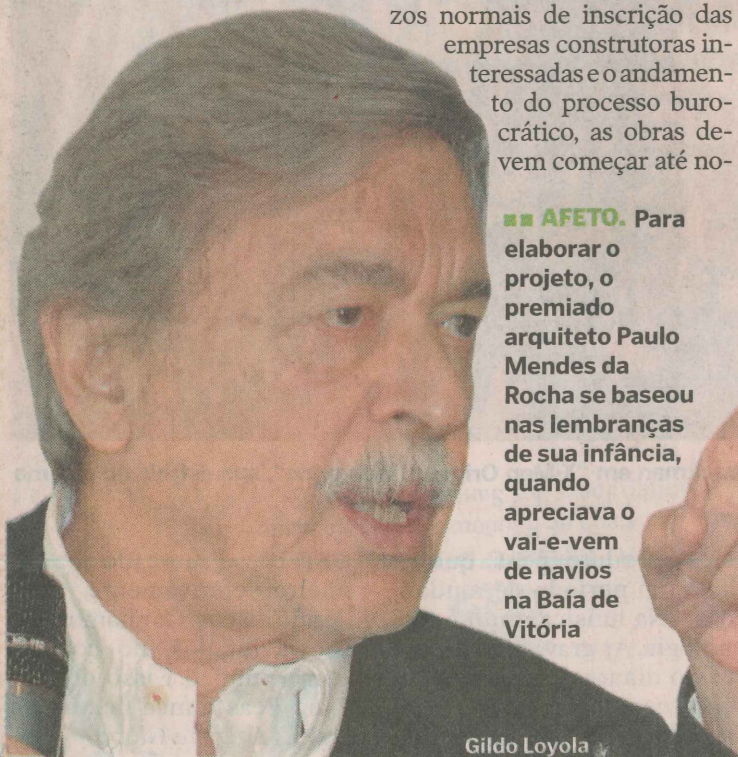 zos normais de inscrição das
empresas construtoras in-
teressadas e o andamen-
to do processo buro-
crático, as obras de-
vem começar até no-
AFETO. Para
elaborar o
projeto, o
premiado
arquiteto Paulo
Mendes da
Rocha se baseou
nas lembranças
de sua infância,
quando
apreciava o
vai-e-vem
de navios
na Baía de
Vitória
Gildo Loyola